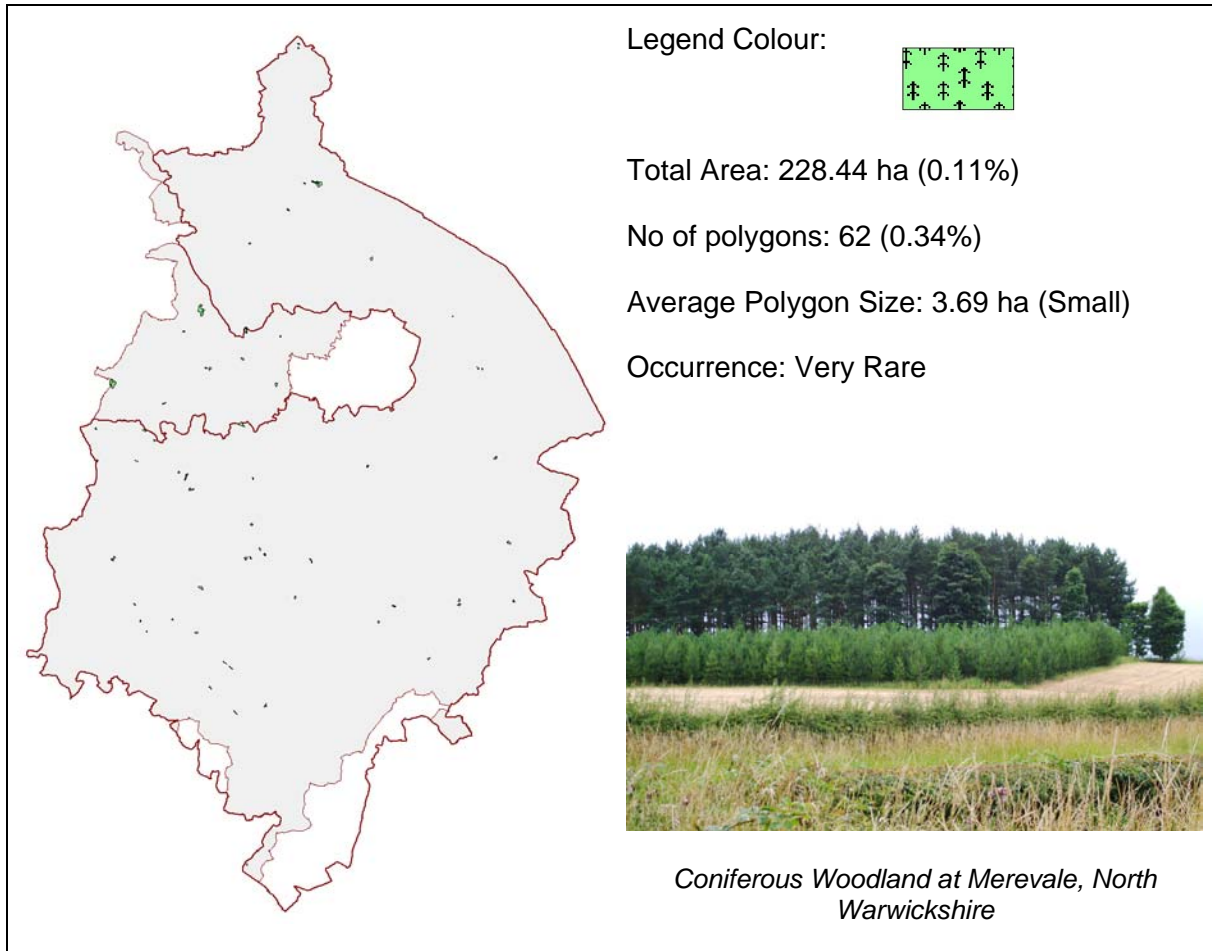 Legend Colour:
Total Area: 228.44 ha (0.11%)
No of polygons: 62 (0.34%)
Average Polygon Size: 3.69 ha (Small)
Occurrence: Very Rare
Coniferous Woodland at Merevale, North
Warwickshire